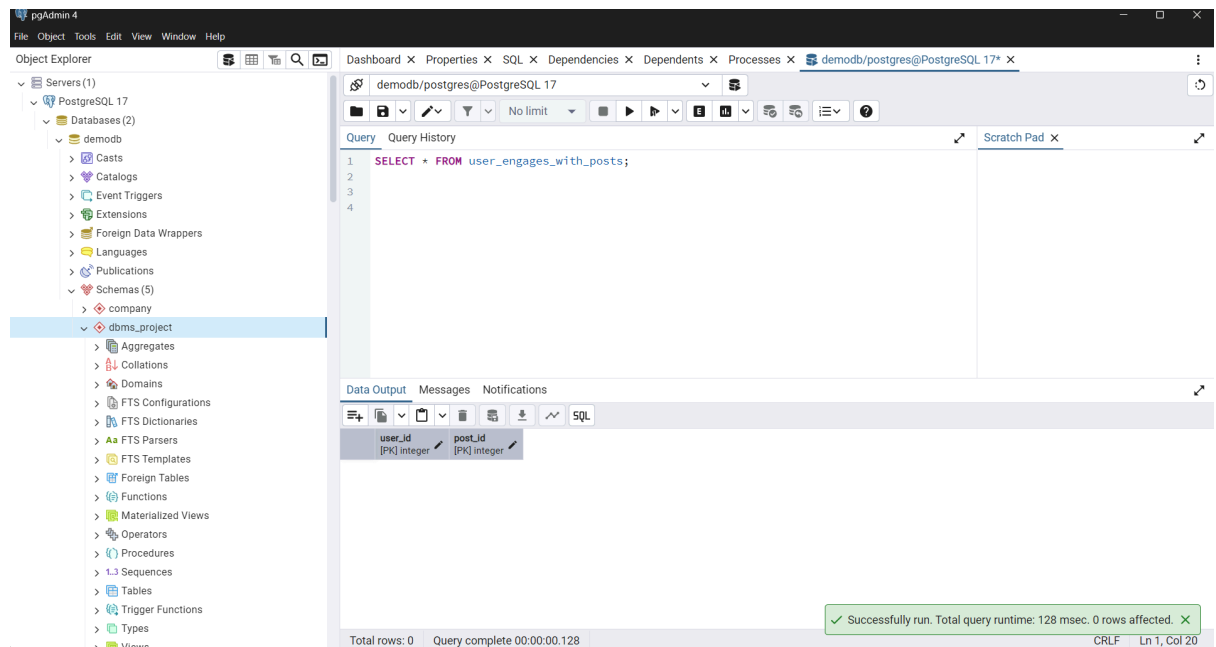 pgAdmin 4
File Object Tools Edit View Window Help
Object Explorer
Servers (1)
PostgreSQL 17
Databases (2)
demodb
Casts
Catalogs
Event Triggers
Extensions
Foreign Data Wrappers
Languages
Publications
Schemas (5)
company
dbms_project
Aggregates
Collations
Domains
FTS Configurations
FTS Dictionaries
Aa FTS Parsers
FTS Templates
Foreign Tables
Functions
Materialized Views
Operators
Procedures
1..3 Sequences
Tables
Trigger Functions
Types
Views
Dashboard Properties SQL Dependencies Dependents Processes demodb/postgres@PostgreSQL 17*
demodb/postgres@PostgreSQL 17
No limit E
Query Query History
Scratch Pad
1 SELECT * FROM user_engages_with_posts;
2
3
4
Data Output Messages Notifications
SQL
user_id post_id
[PK] integer [PK] integer
Successfully run. Total query runtime: 128 msec. 0 rows affected.
Total rows: 0 Query complete 00:00:00.128 CRLF Ln 1, Col 20